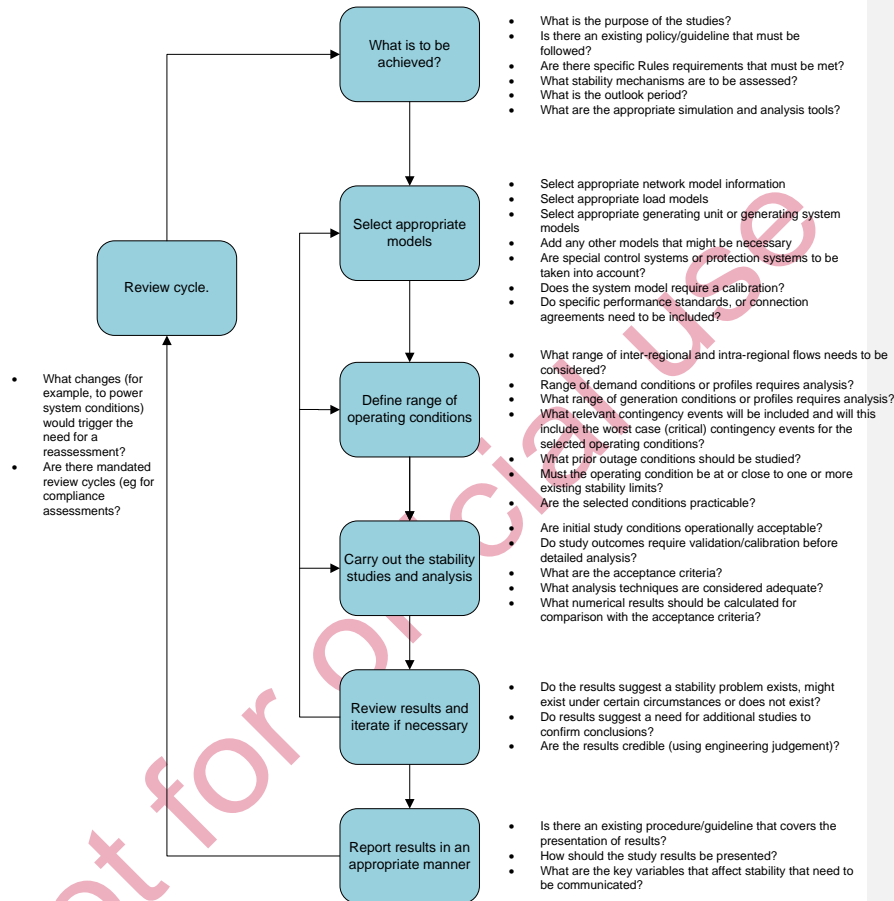 What is to be
achieved?
• What is the purpose of the studies?
• Is there an existing policy/guideline that must be
followed?
• Are there specific Rules requirements that must be met?
• What stability mechanisms are to be assessed?
• What is the outlook period?
• What are the appropriate simulation and analysis tools?
Select appropriate
models
• Select appropriate network model information
• Select appropriate load models
• Select appropriate generating unit or generating system
models
• Add any other models that might be necessary
• Are special control systems or protection systems to be
taken into account?
• Does the system model require a calibration?
• Do specific performance standards, or connection
agreements need to be included?
Review cycle.
• What changes (for
example, to power
system conditions)
would trigger the
need for a
reassessment?
• Are there mandated
review cycles (eg for
compliance
assessments?
Define range of
operating conditions
• What range of inter-regional and intra-regional flows needs to be
considered?
• Range of demand conditions or profiles requires analysis?
• What range of generation conditions or profiles requires analysis?
• What relevant contingency events will be included and will this
include the worst case (critical) contingency events for the
selected operating conditions?
• What prior outage conditions should be studied?
• Must the operating condition be at or close to one or more
existing stability limits?
• Are the selected conditions practicable?
Carry out the stability
studies and analysis
• Are initial study conditions operationally acceptable?
• Do study outcomes require validation/calibration before
detailed analysis?
• What are the acceptance criteria?
• What analysis techniques are considered adequate?
• What numerical results should be calculated for
comparison with the acceptance criteria?
Review results and
iterate if necessary
• Do the results suggest a stability problem exists, might
exist under certain circumstances or does not exist?
• Do results suggest a need for additional studies to
confirm conclusions?
• Are the results credible (using engineering judgement)?
Report results in an
appropriate manner
• Is there an existing procedure/guideline that covers the
presentation of results?
• How should the study results be presented?
• What are the key variables that affect stability that need to
be communicated?